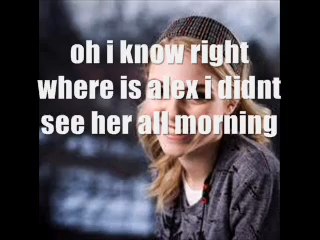 oh i know right
where is alex i didnt
see her all morning